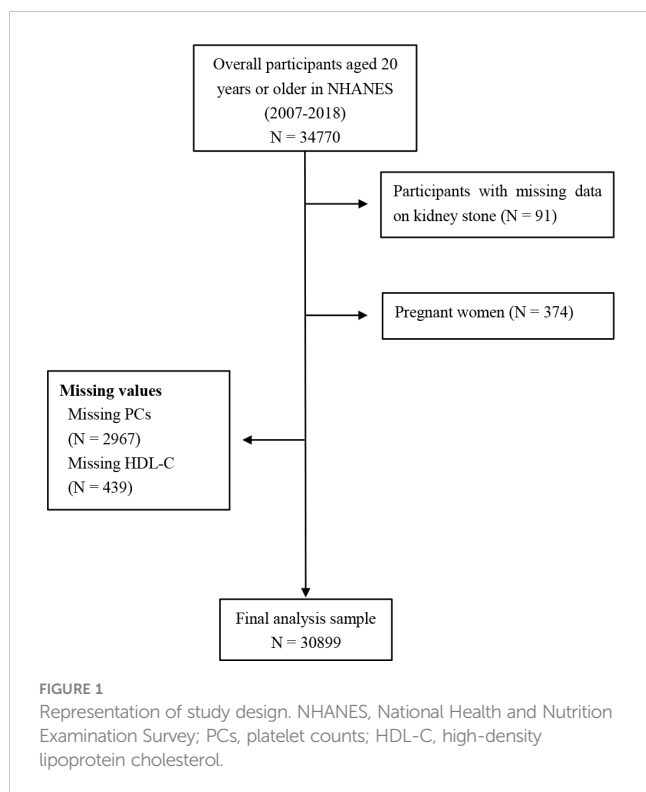 Overall participants aged 20
years or older in NHANES
(2007-2018)
N = 34770
Participants with missing data
on kidney stone (N = 91)
Pregnant women (N = 374)
Missing values
Missing PCs
(N = 2967)
Missing HDL-C
(N = 439)
Final analysis sample
N = 30899
FIGURE 1
Representation of study design. NHANES, National Health and Nutrition
Examination Survey; PCs, platelet counts; HDL-C, high-density
lipoprotein cholesterol.